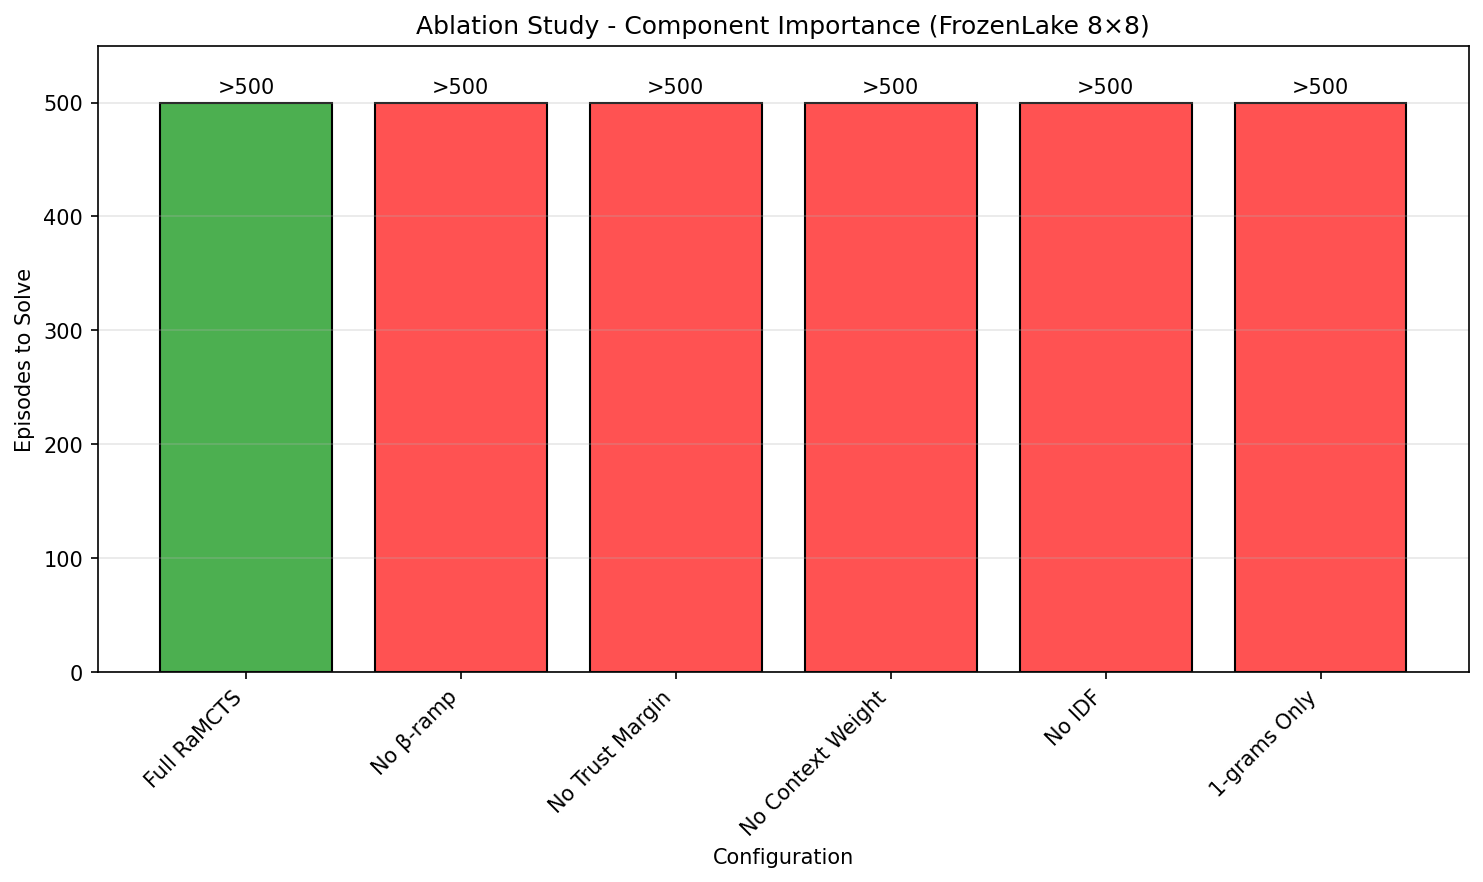 Ablation Study - Component Importance (FrozenLake 8×8)
>500
>500
>500
>500
>500
>500
Episodes to Solve
500
400
300
200
100
0
Full RaMCTS
No β-ramp
No Trust Margin
No Context Weight
No IDF
1-grams Only
Configuration